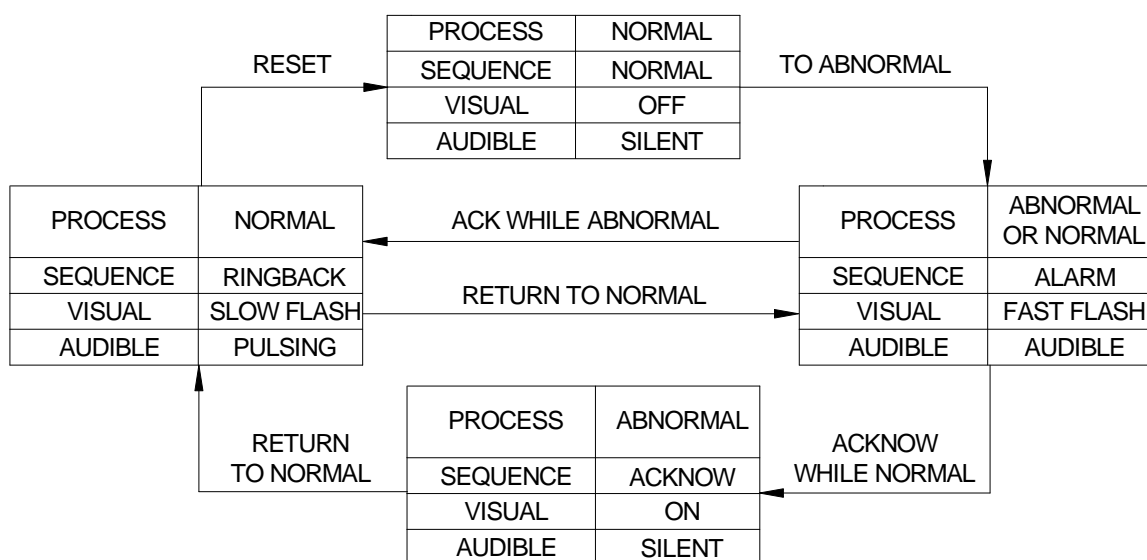 PROCESS NORMAL
RESET
SEQUENCE NORMAL
TO ABNORMAL
VISUAL OFF
AUDIBLE SILENT
PROCESS NORMAL
SEQUENCE RINGBACK
VISUAL SLOW FLASH
AUDIBLE PULSING
ACK WHILE ABNORMAL
RETURN TO NORMAL
PROCESS ABNORMAL
OR NORMAL
SEQUENCE ALARM
VISUAL FAST FLASH
AUDIBLE AUDIBLE
RETURN
TO NORMAL
PROCESS ABNORMAL
SEQUENCE ACKNOW
VISUAL ON
AUDIBLE SILENT
ACKNOW
WHILE NORMAL